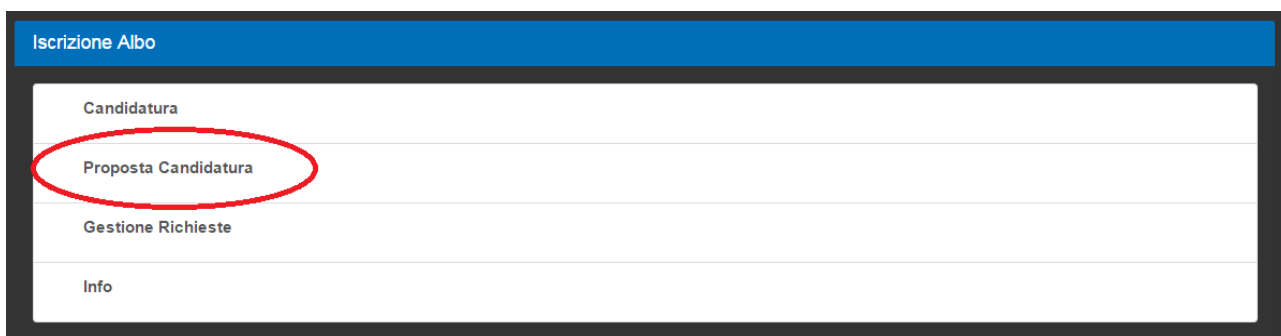 Iscrizione Albo
Candidatura
Proposta Candidatura
Gestione Richieste
Info